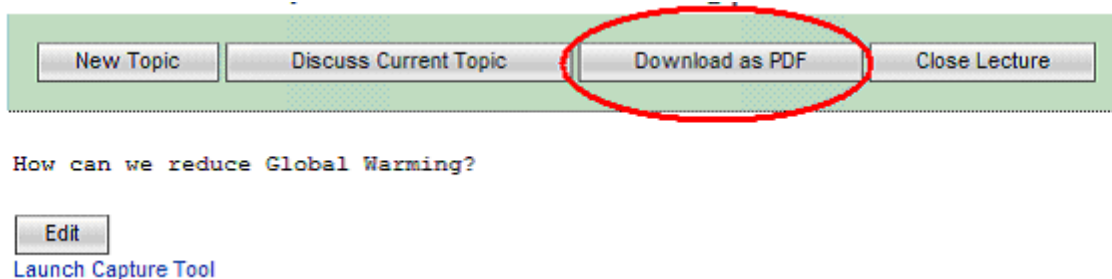 New Topic Discuss Current Topic Download as PDF Close Lecture
How can we reduce Global Warming?
Edit
Launch Capture Tool